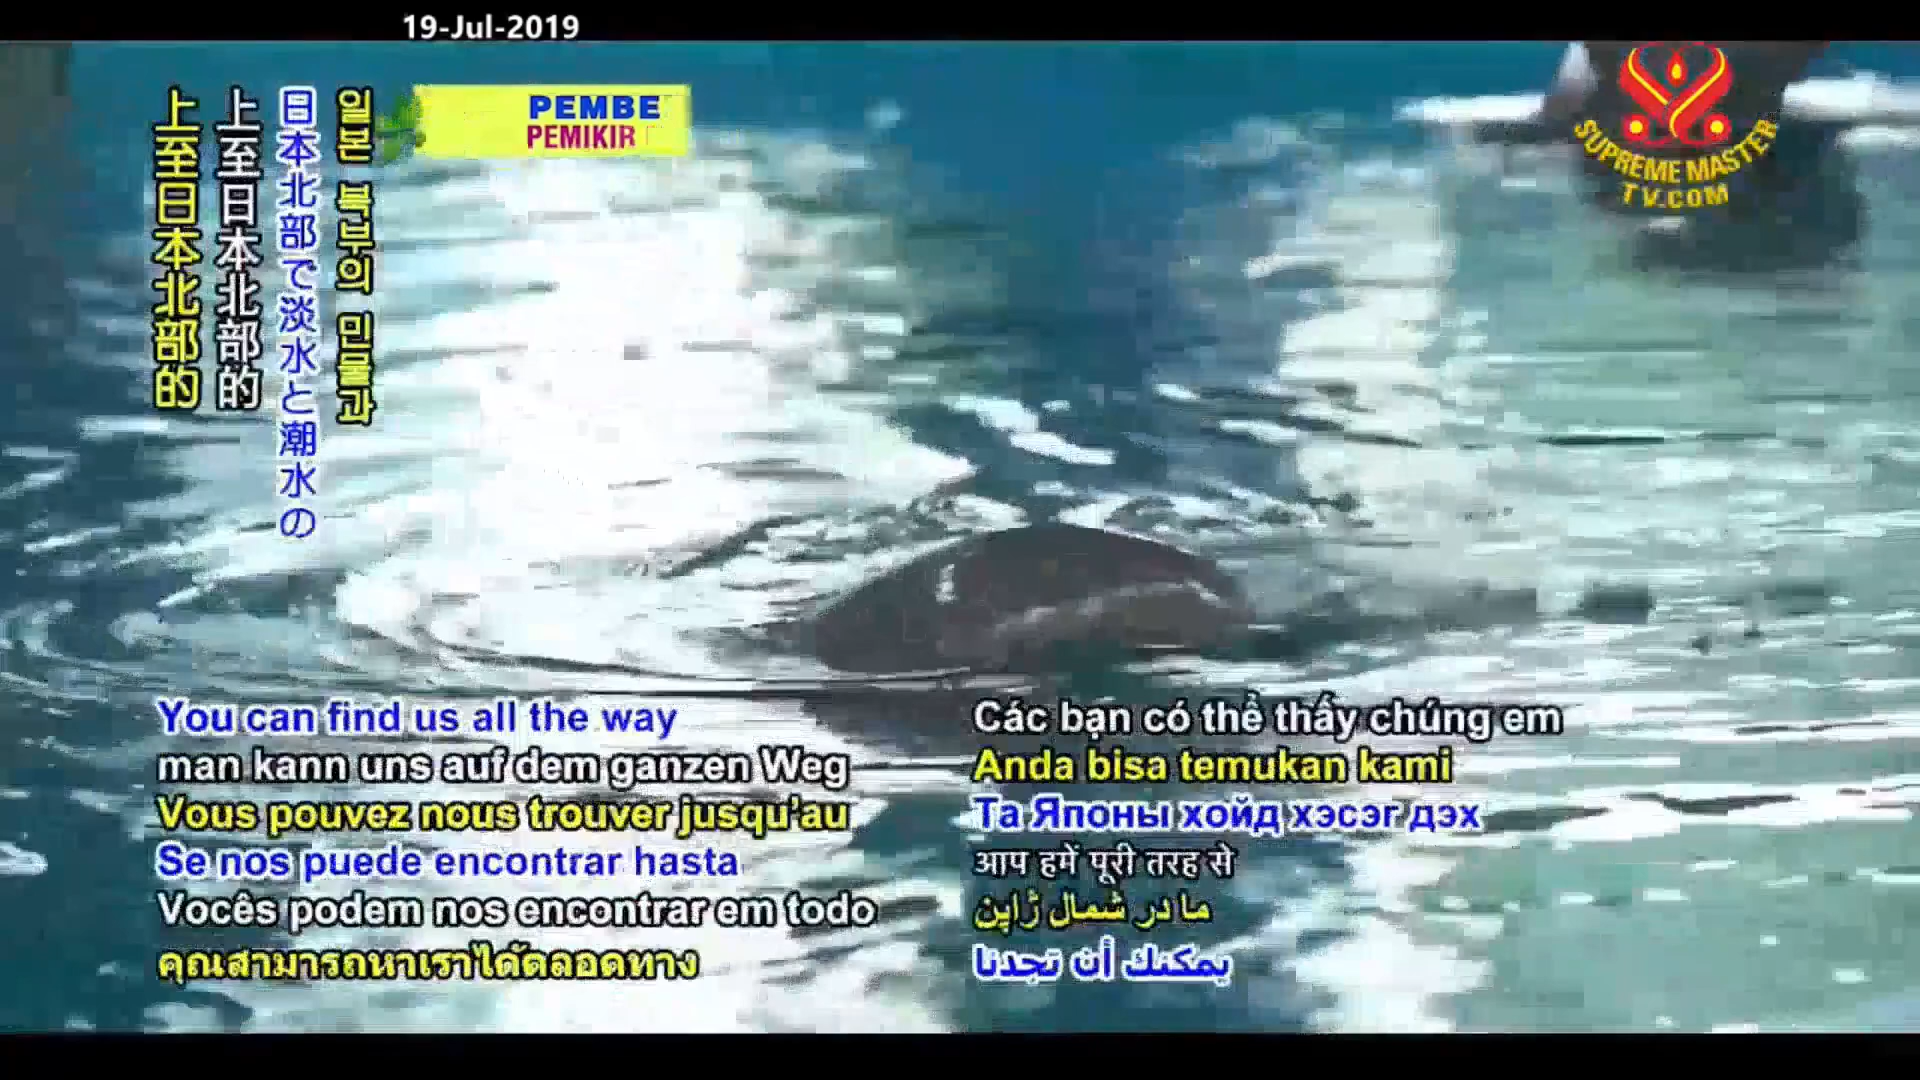 19-Jul-2019
PEMBE
PEMIKIR
SUPREME MASTER
TV.COM
일본 북부의 민물과
日本北部で淡水と潮水の
上至日本北部的
上至日本北部的
You can find us all the way
man kann uns auf dem ganzen Weg
Vous pouvez nous trouver jusqu'au
Se nos puede encontrar hasta
Vocês podem nos encontrar em todo
คุณสามารถหาเราได้ตลอดทาง
Các bạn có thể thấy chúng em
Anda bisa temukan kami
Та Японы хойд хэсэг дэх
आप हमें पूरी तरह से
ما در شمال ژاپن
يمكنك أن تجدنا